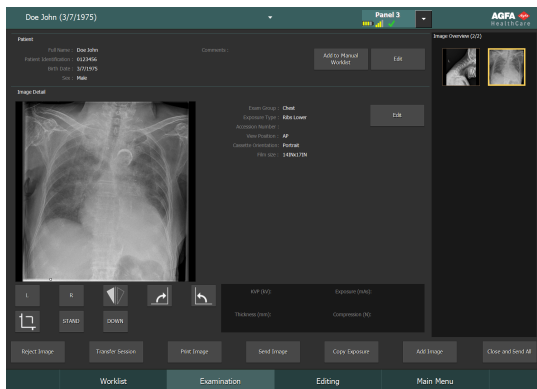 Doe John (3/7/1975)
Panel 3
AGFA
HealthCare
Patient
Full Name : Doe John
Patient Identification : 0123456
Birth Date : 3/7/1975
Sex : Male
Comments :
Add to Manual
Worklist
Edit
Image Overview (2/2)
Image Detail
Exam Group : Chest
Exposure Type : Ribs Lower
Accession Number :
View Position : AP
Cassette Orientation : Portrait
Film size : 14INx17IN
Edit
L
R
STAND
DOWN
KVP (kV):
Exposure (mAs):
Thickness (mm):
Compression (N):
Reject Image
Transfer Session
Print Image
Send Image
Copy Exposure
Add Image
Close and Send All
Worklist
Examination
Editing
Main Menu